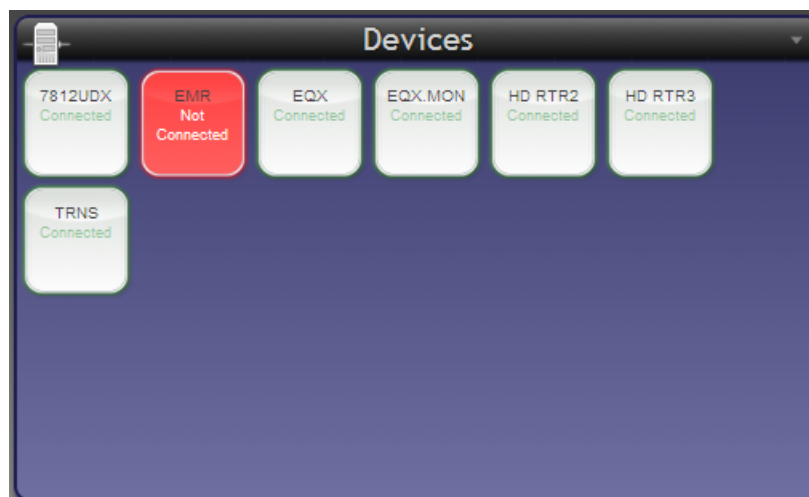 Devices
7812UDX
Connected
EMR
Not
Connected
EQX
Connected
EQX.MON
Connected
HD RTR2
Connected
HD RTR3
Connected
TRNS
Connected